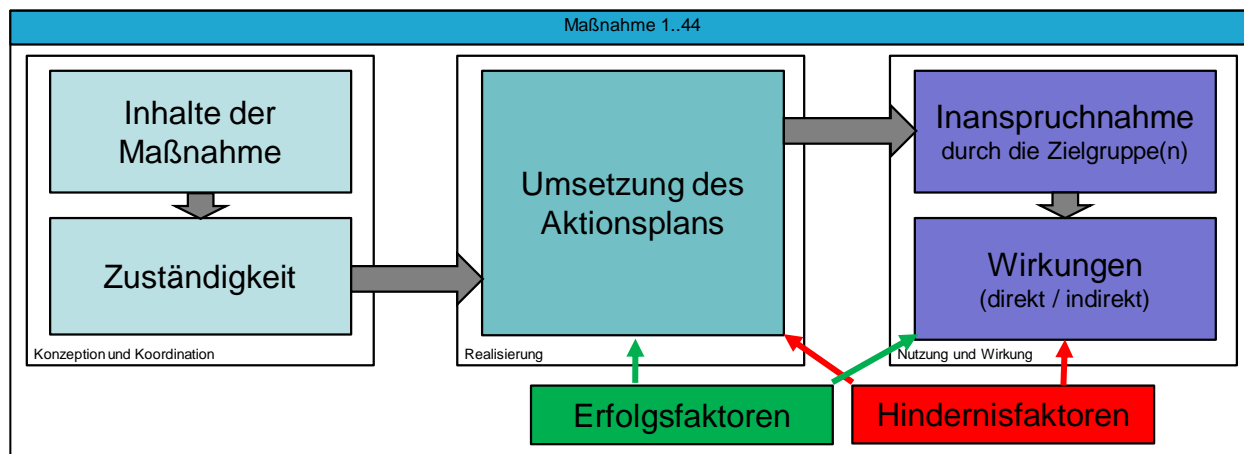 Maßnahme 1..44
Inhalte der
Maßnahme
Zuständigkeit
Konzeption und Koordination
Umsetzung des
Aktionsplans
Realisierung
Inanspruchnahme
durch die Zielgruppe(n)
Wirkungen
(direkt / indirekt)
Nutzung und Wirkung
Erfolgsfaktoren
Hindernisfaktoren